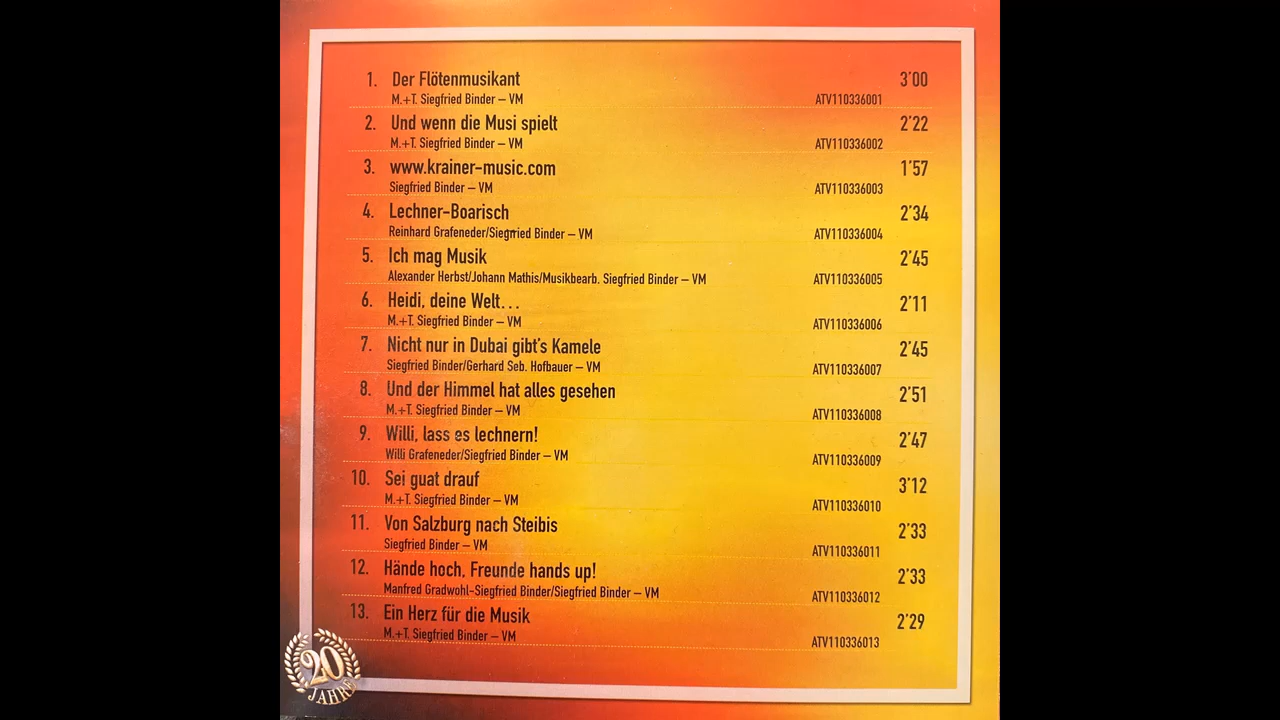 1. Der Flötenmusikant 3'00
M.+T. Siegfried Binder – VM ATV110336001
2. Und wenn die Musi spielt 2'22
M.+T. Siegfried Binder – VM ATV110336002
3. www.krainer-music.com 1'57
Siegfried Binder – VM ATV110336003
4. Lechner-Boarisch 2'34
Reinhard Grafeneder/Siegfried Binder – VM ATV110336004
5. Ich mag Musik 2'45
Alexander Herbst/Johann Mathis/Musikbearb. Siegfried Binder – VM ATV110336005
6. Heidi, deine Welt... 2'11
M.+T. Siegfried Binder – VM ATV110336006
7. Nicht nur in Dubai gibt's Kamele 2'45
Siegfried Binder/Gerhard Seb. Hofbauer – VM ATV110336007
8. Und der Himmel hat alles gesehen 2'51
M.+T. Siegfried Binder – VM ATV110336008
9. Willi, lass es lechnern! 2'47
Willi Grafeneder/Siegfried Binder – VM ATV110336009
10. Sei guat drauf 3'12
M.+T. Siegfried Binder – VM ATV110336010
11. Von Salzburg nach Steibis 2'33
Siegfried Binder – VM ATV110336011
12. Hände hoch, Freunde hands up! 2'33
Manfred Gradwohl-Siegfried Binder/Siegfried Binder – VM ATV110336012
13. Ein Herz für die Musik 2'29
M.+T. Siegfried Binder – VM ATV110336013
20
JAHRE